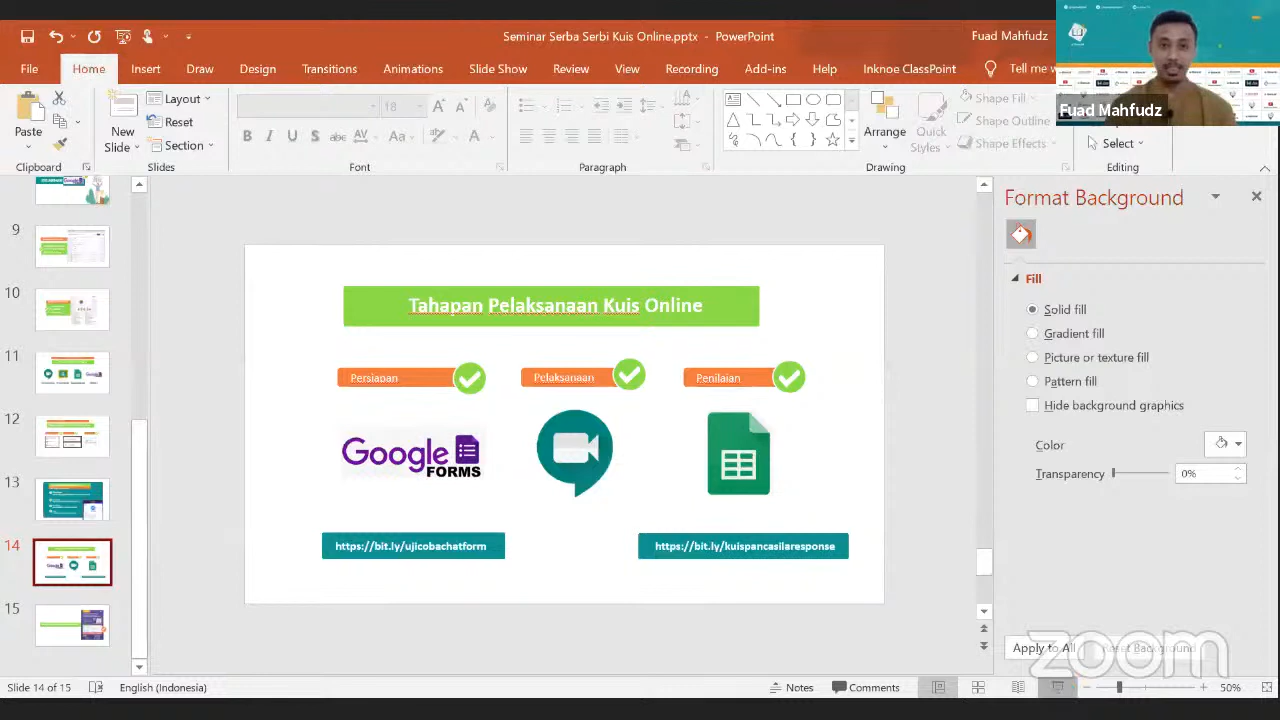 Seminar Serba Serbi Kuis Online.pptx - PowerPoint
Fuad Mahfudz
File Home Insert Draw Design Transitions Animations Slide Show Review View Recording Add-ins Help Inknoe ClassPoint Tell me
Fuad Mahfudz
Paste
New
Slide
Layout
Reset
Section
B I U S abc AV Aa A
Arrange
Quick
Styles
Shape Fill
Shape Outline
Shape Effects
Select
Clipboard Slides Font Paragraph Drawing Editing
9
10
11
12
13
14
15
Tahapan Pelaksanaan Kuis Online
Persiapan Pelaksanaan Penilaian
Google
FORMS
https://bit.ly/ujicobachatform https://bit.ly/kuispancasilaresponse
Format Background
Fill
Solid fill
Gradient fill
Picture or texture fill
Pattern fill
Hide background graphics
Color
Transparency 0%
Apply to All Reset Background
zoom
Slide 14 of 15 English (Indonesia) Notes Comments 50%